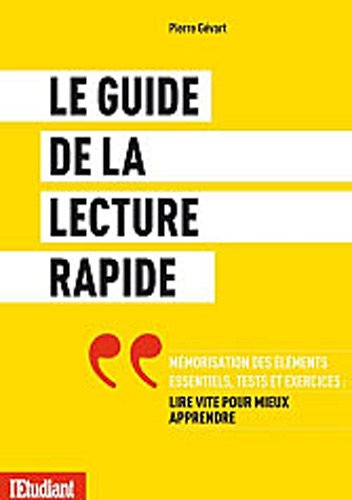 Pierre Gévart
LE GUIDE
DE LA
LECTURE
RAPIDE
MÉMORISATION DES ÉLÉMENTS
ESSENTIELS, TESTS ET EXERCICES
LIRE VITE POUR MIEUX
APPRENDRE
l'Etudiant